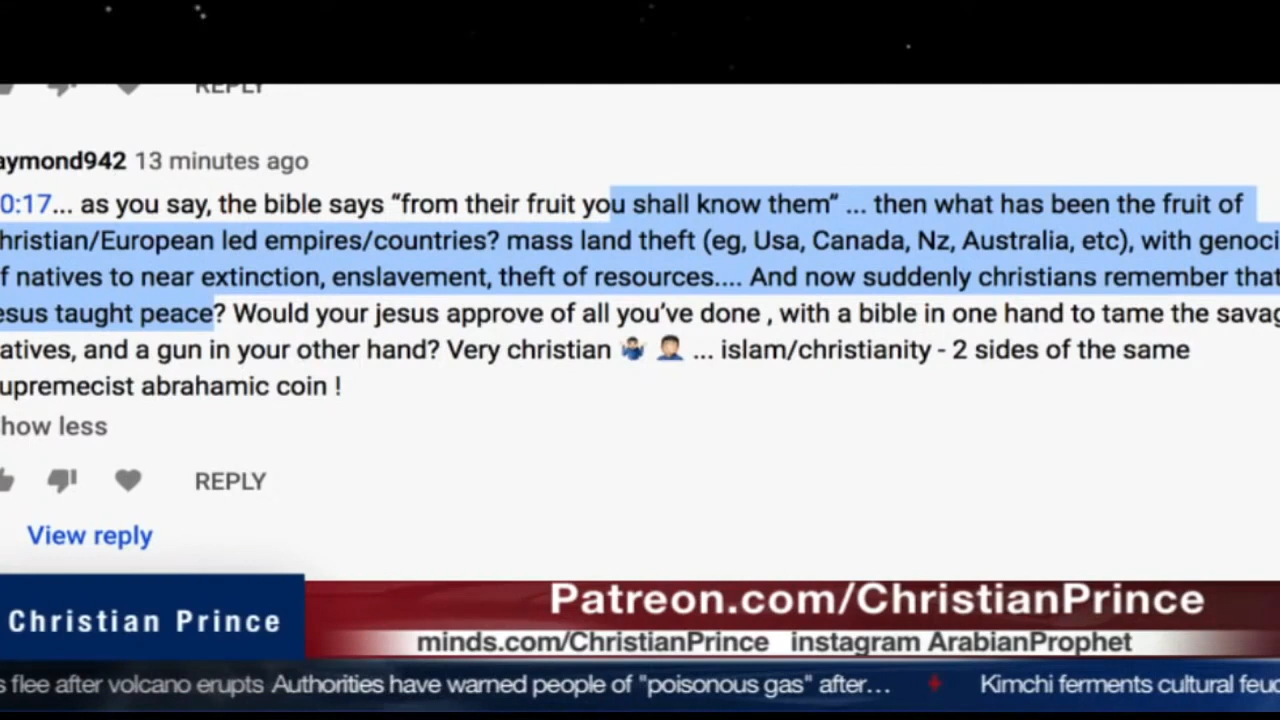 REPLY
aymond942 13 minutes ago
0:17... as you say, the bible says “from their fruit you shall know them” ... then what has been the fruit of
hristian/European led empires/countries? mass land theft (eg, Usa, Canada, Nz, Australia, etc), with genoci
f natives to near extinction, enslavement, theft of resources.... And now suddenly christians remember that
esus taught peace? Would your jesus approve of all you’ve done , with a bible in one hand to tame the savag
atives, and a gun in your other hand? Very christian 🤷🏻‍♂️ 🤦🏻‍♂️ ... islam/christianity - 2 sides of the same
upremecist abrahamic coin !
how less
REPLY
View reply
Christian Prince
Patreon.com/ChristianPrince
minds.com/ChristianPrince instagram ArabianProphet
s flee after volcano erupts Authorities have warned people of "poisonous gas" after... Kimchi ferments cultural feuc